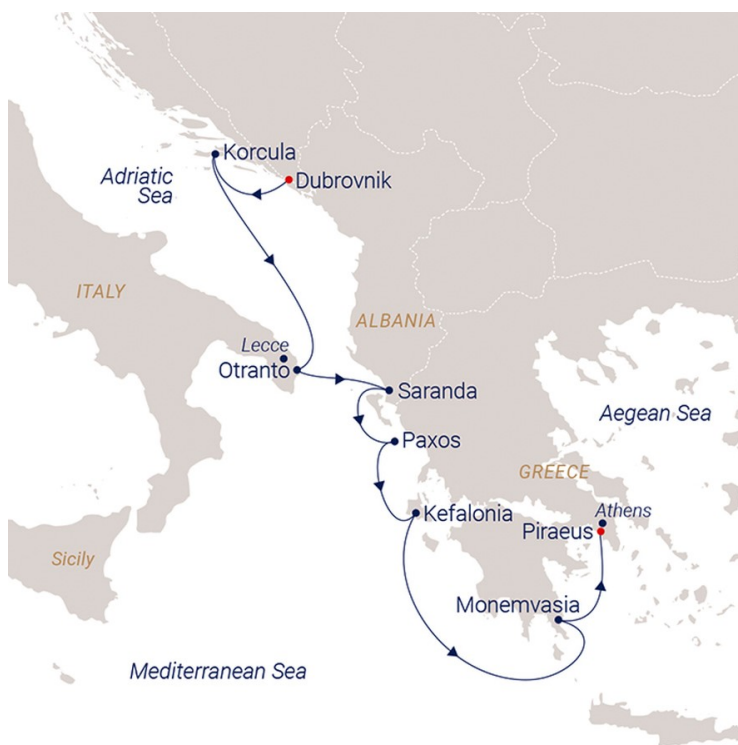 Korcula
Dubrovnik
Adriatic
Sea
ITALY
ALBANIA
Lecce
Otranto
Saranda
Aegean Sea
Paxos
GREECE
Kefalonia
Athens
Piraeus
Sicily
Monemvasia
Mediterranean Sea